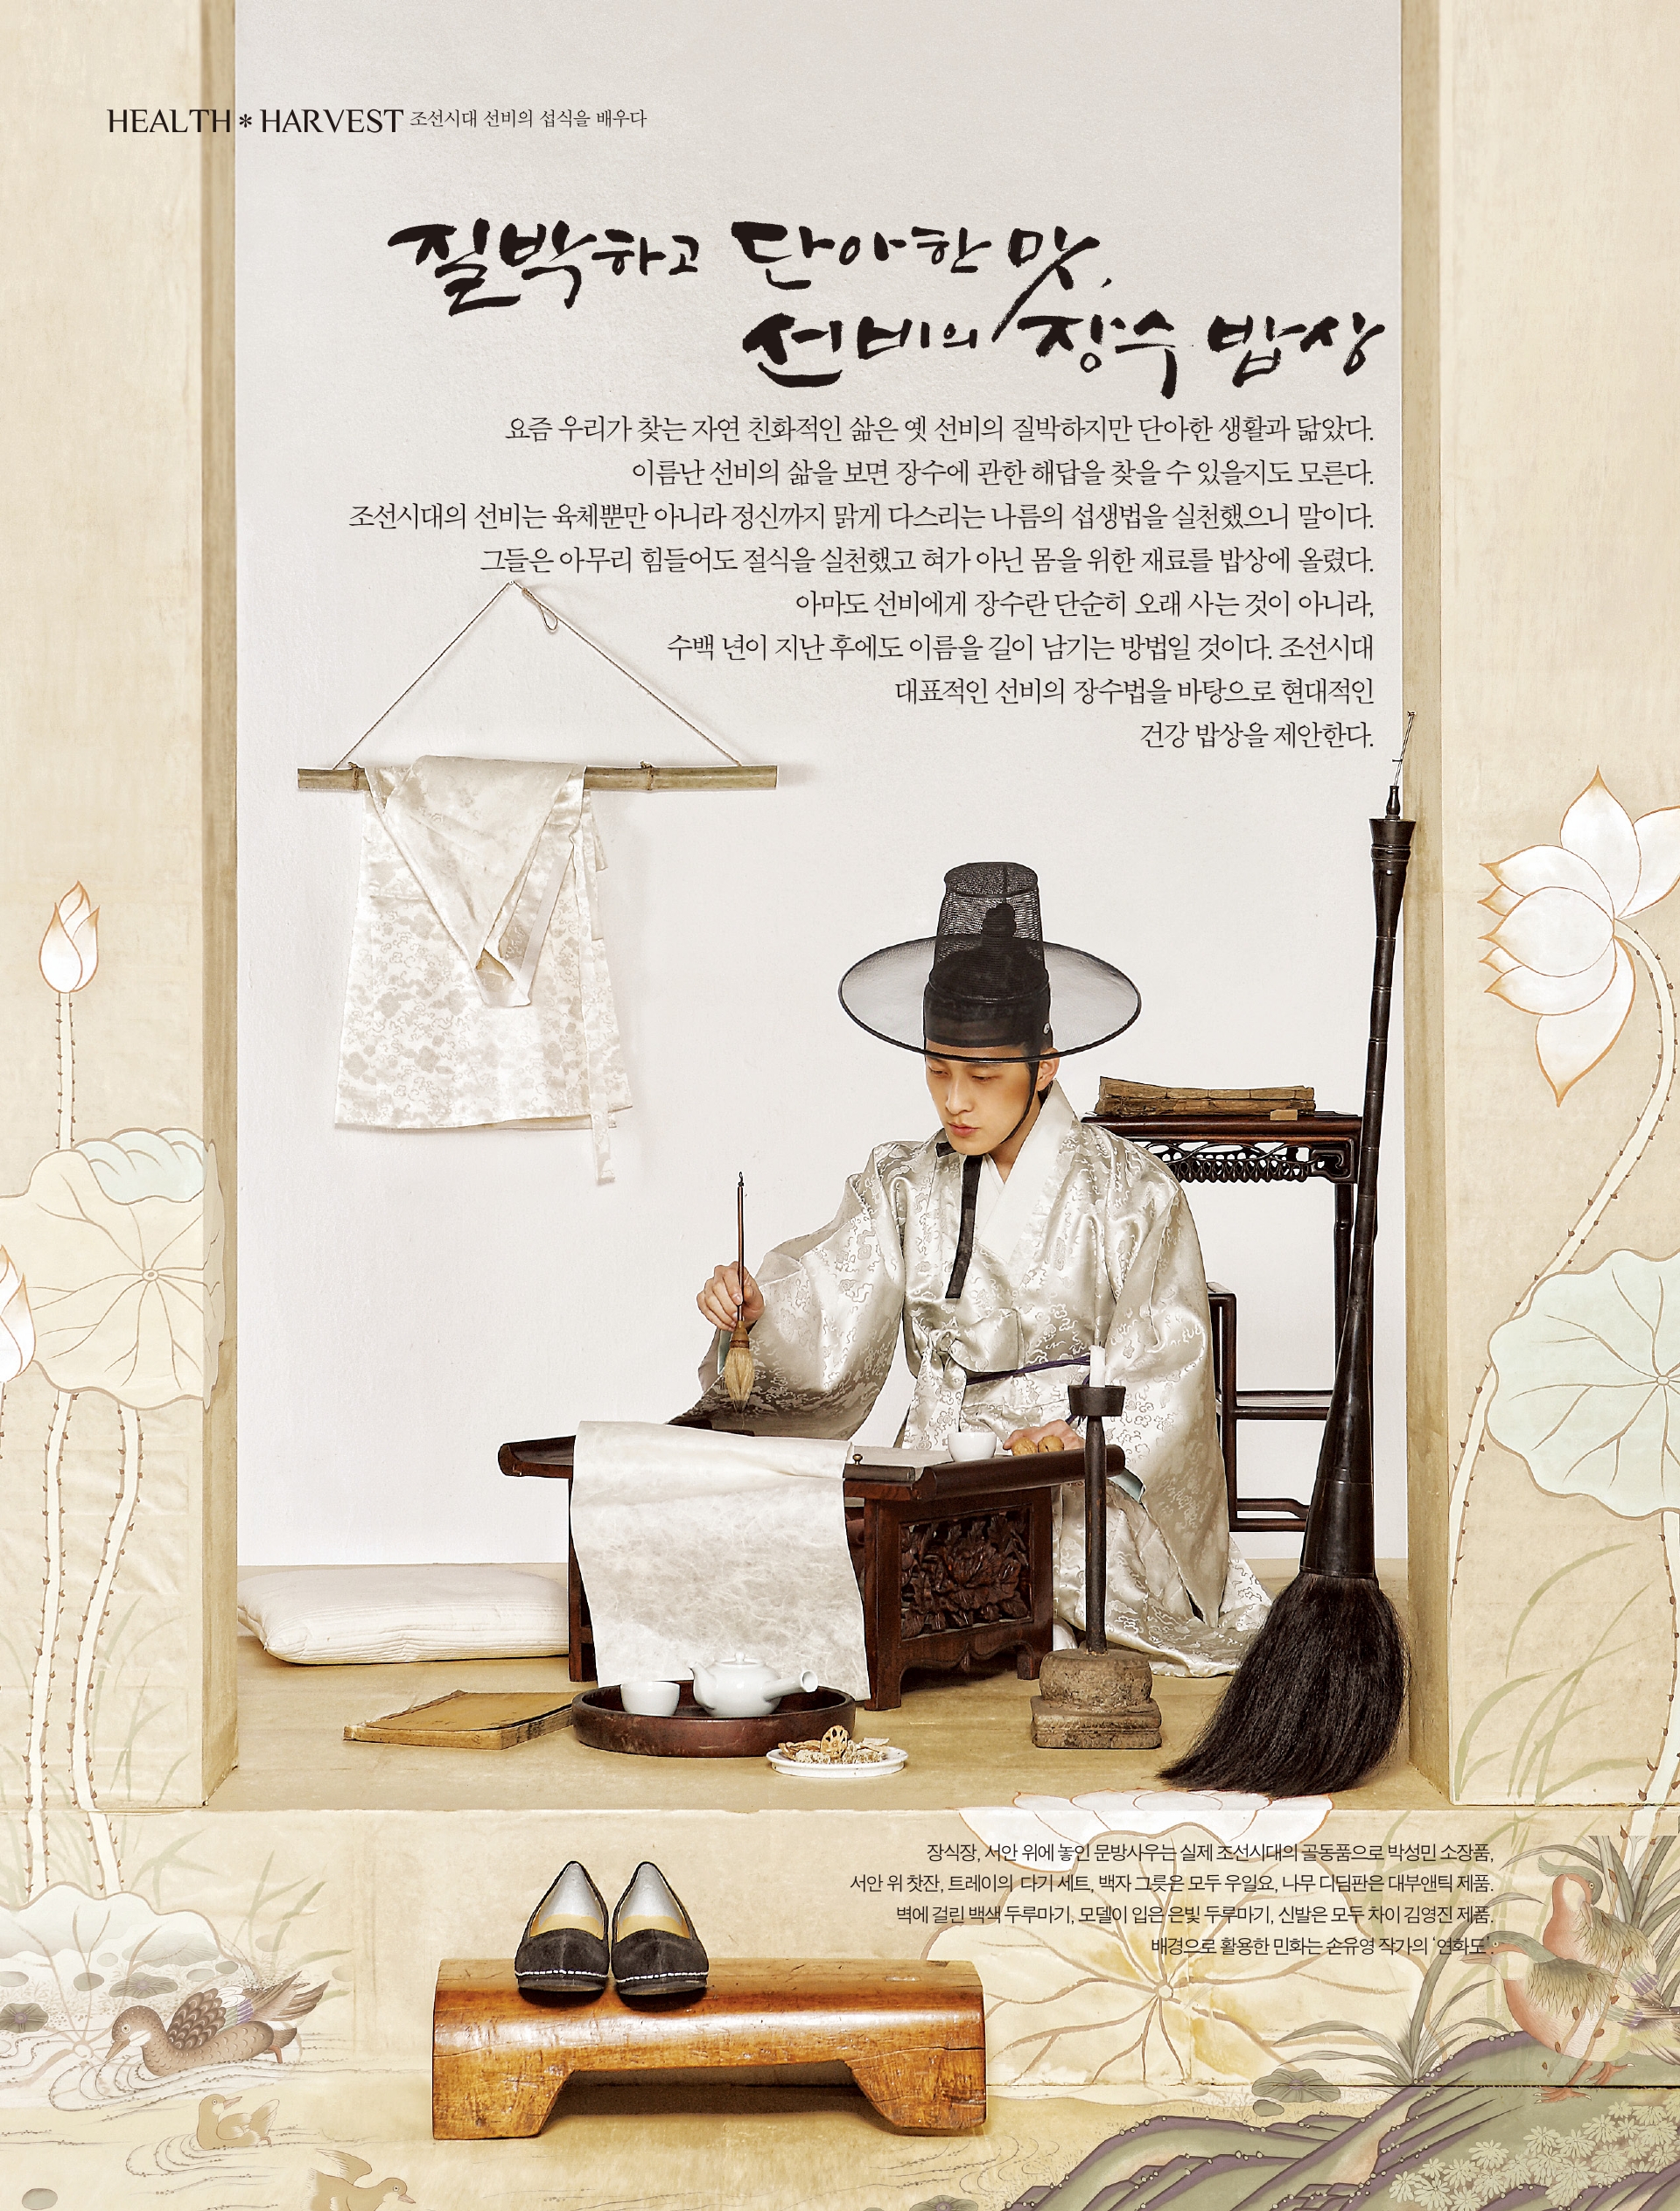 HEALTH * HARVEST 조선시대 선비의 섭식을 배우다
질박하고 단아한 맛,
선비의 장수 밥상
요즘 우리가 찾는 자연 친화적인 삶은 옛 선비의 질박하지만 단아한 생활과 닮았다.
이름난 선비의 삶을 보면 장수에 관한 해답을 찾을 수 있을지도 모른다.
조선시대의 선비는 육체뿐만 아니라 정신까지 맑게 다스리는 나름의 섭생법을 실천했으니 말이다.
그들은 아무리 힘들어도 절식을 실천했고 혀가 아닌 몸을 위한 재료를 밥상에 올렸다.
아마도 선비에게 장수란 단순히 오래 사는 것이 아니라,
수백 년이 지난 후에도 이름을 길이 남기는 방법일 것이다. 조선시대
대표적인 선비의 장수법을 바탕으로 현대적인
건강 밥상을 제안한다.
장식장, 서안 위에 놓인 문방사우는 실제 조선시대의 골동품으로 박성민 소장품,
서안 위 찻잔, 트레이의 다기 세트, 백자 그릇은 모두 우일요, 나무 디딤판은 대부앤틱 제품.
벽에 걸린 백색 두루마기, 모델이 입은 은빛 두루마기, 신발은 모두 차이 김영진 제품.
배경으로 활용한 민화는 손유영 작가의 ‘연화도’.